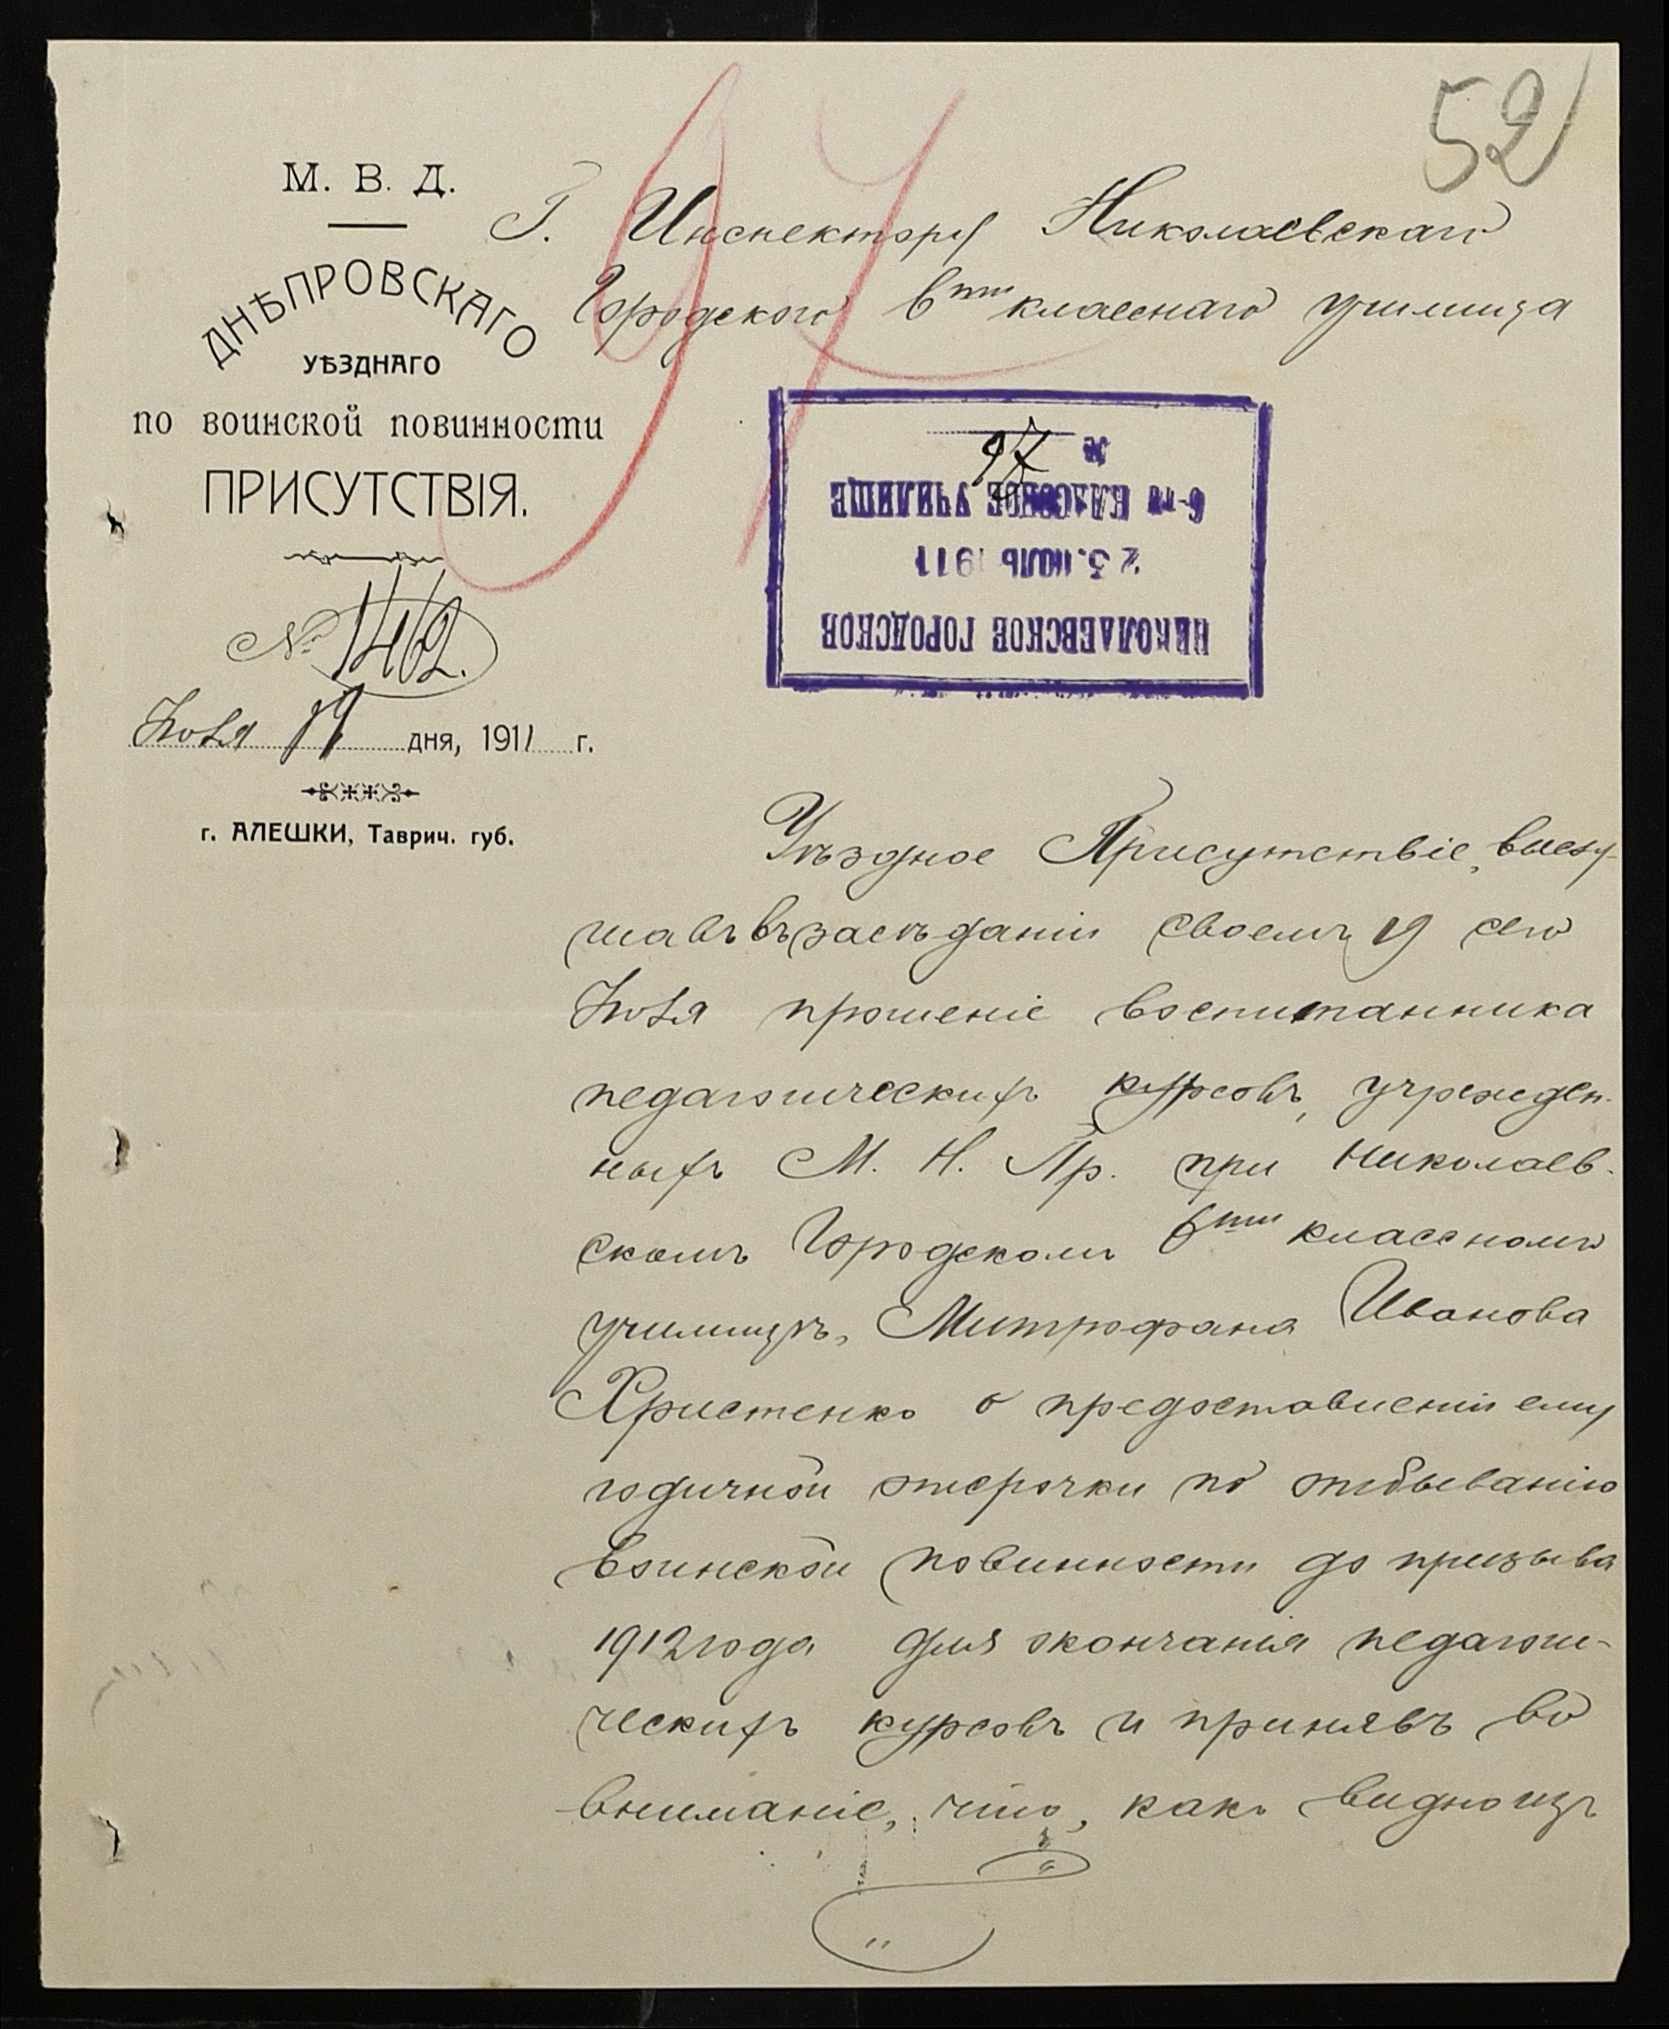 52
97
М. В. Д.
ДНѢПРОВСКАГО
УѢЗДНАГО
по воинской повинности
ПРИСУТСТВІЯ.
№ 1462.
Іюля 19 дня, 1911 г.
г. АЛЕШКИ, Таврич. губ.
Г. Инспектору Николаевскаго
Городского 6ти класснаго училища
НИКОЛАЕВСКОЕ ГОРОДСКОЕ
23. ИЮЛЬ 1911
6-ти КЛАССНОЕ УЧИЛИЩЕ
№ 97
Уѣздное Присутствіе, выслу-
шавъ въ засѣданіи своемъ 19 сего
Іюля прошеніе воспитанника
педагогическихъ курсовъ, учрежден-
ныхъ М. Н. Пр. при Николаев-
скомъ Городскомъ 6ти классномъ
училищѣ, Митрофана Иванова
Христенко о предоставленіи ему
годичной отсрочки по отбыванію
воинской повинности до призыва
1912 года для окончанія педагоги-
ческихъ курсовъ и принявъ во
вниманіе, что, какъ видно изъ